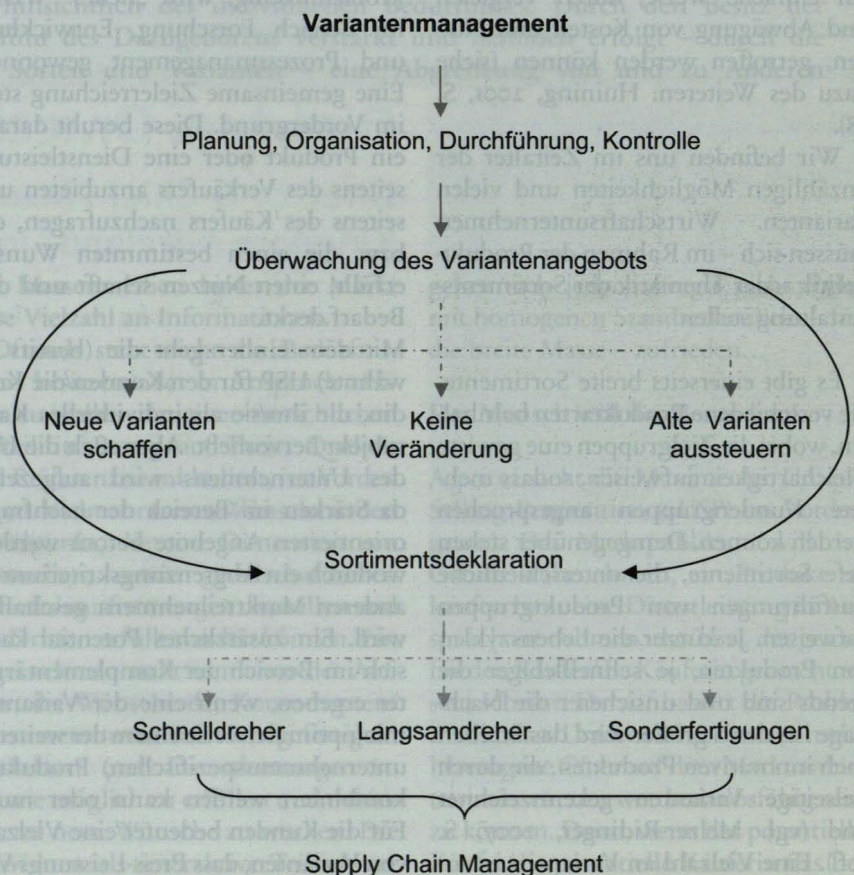 Variantenmanagement
Planung, Organisation, Durchführung, Kontrolle
Überwachung des Variantenangebots
Neue Varianten
schaffen
Keine
Veränderung
Alte Varianten
aussteuern
Sortimentsdeklaration
Schnelldreher
Langsamdreher
Sonderfertigungen
Supply Chain Management